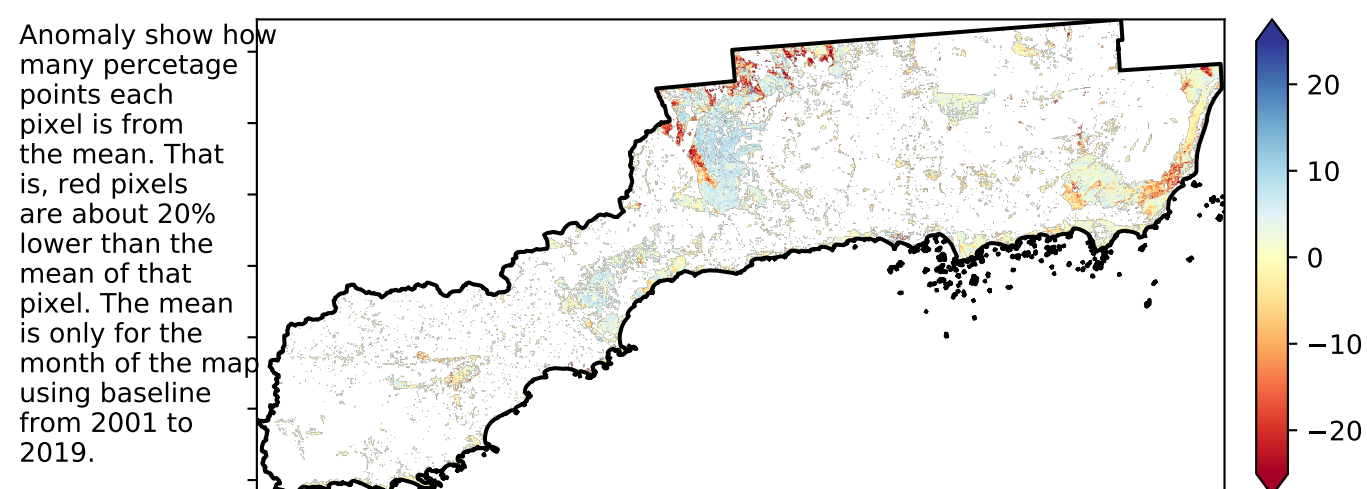 Anomaly show how
many percetage
points each
pixel is from
the mean. That
is, red pixels
are about 20%
lower than the
mean of that
pixel. The mean
is only for the
month of the map
using baseline
from 2001 to
2019.
20
10
0
−10
−20